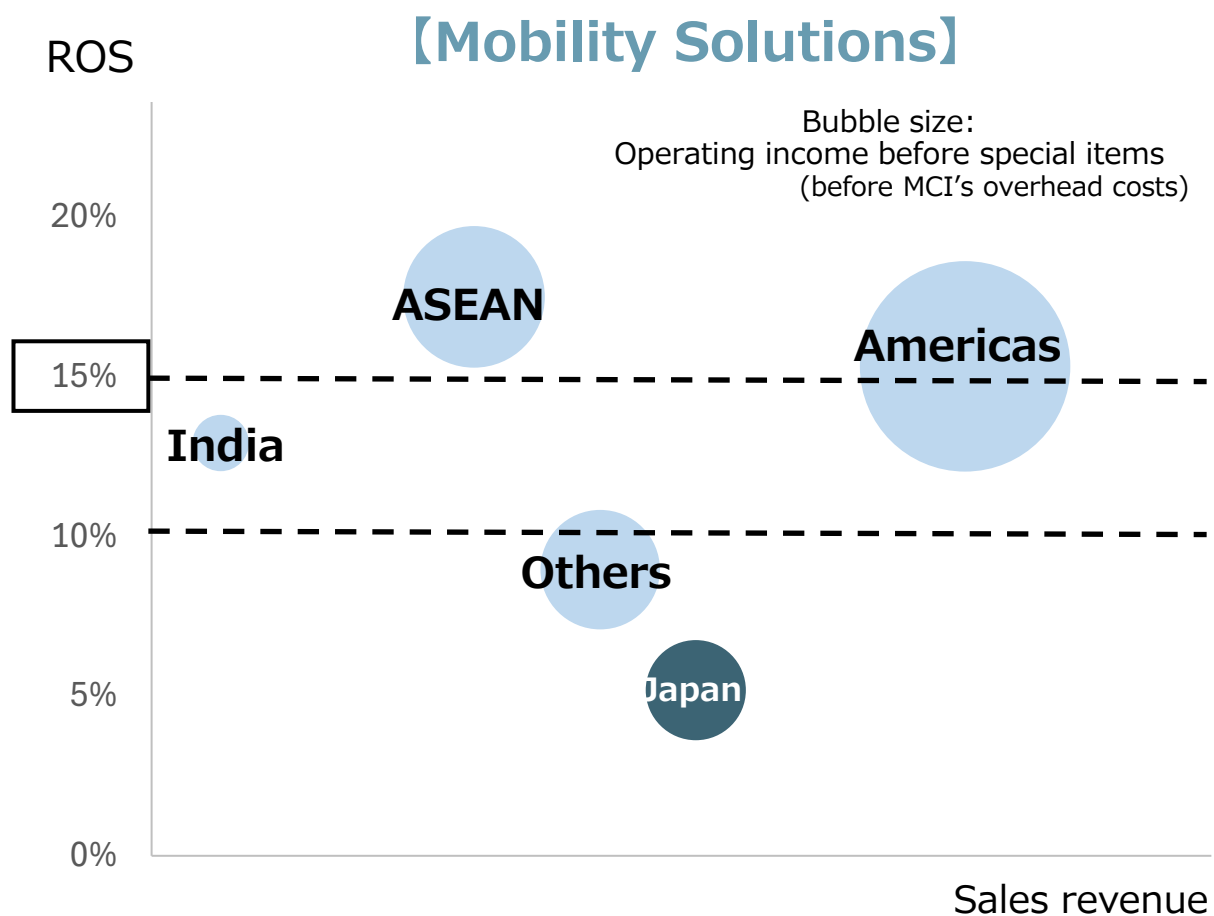 【Mobility Solutions】
ROS
Bubble size:
Operating income before special items
(before MCI’s overhead costs)
20%
ASEAN
Americas
15%
India
10%
Others
Japan
5%
0%
Sales revenue